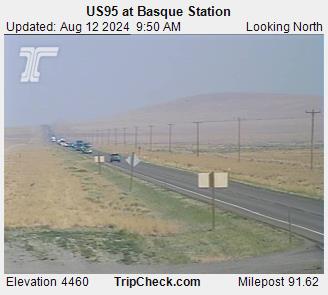 US95 at Basque Station
Updated: Aug 12 2024 9:50 AM Looking North
Elevation 4460 TripCheck.com Milepost 91.62